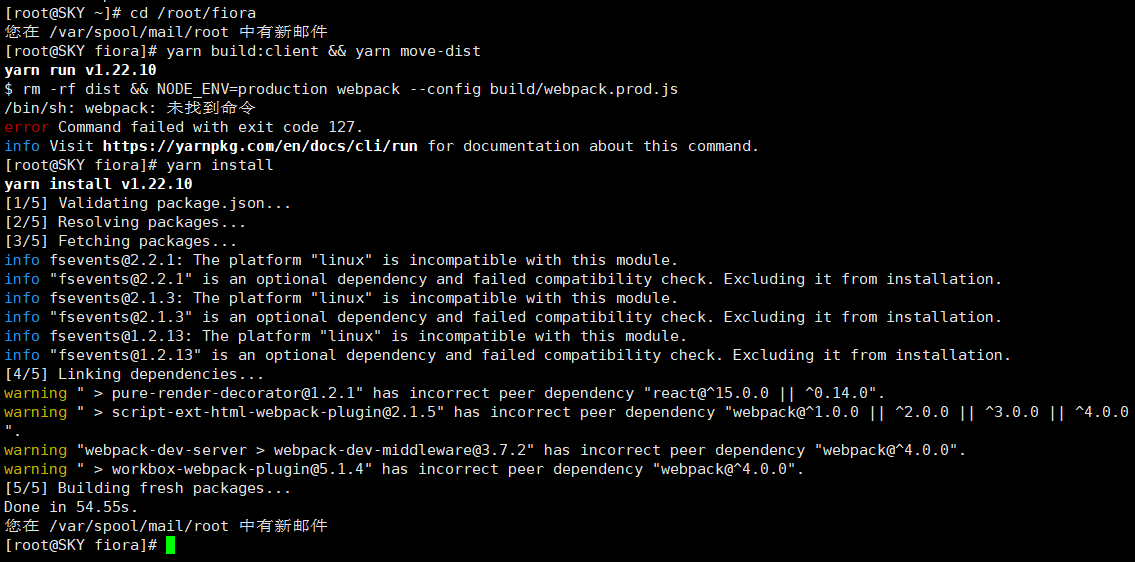 [root@SKY ~]# cd /root/fiora
您在 /var/spool/mail/root 中有新邮件
[root@SKY fiora]# yarn build:client && yarn move-dist
yarn run v1.22.10
$ rm -rf dist && NODE_ENV=production webpack --config build/webpack.prod.js
/bin/sh: webpack: 未找到命令
error Command failed with exit code 127.
info Visit https://yarnpkg.com/en/docs/cli/run for documentation about this command.
[root@SKY fiora]# yarn install
yarn install v1.22.10
[1/5] Validating package.json...
[2/5] Resolving packages...
[3/5] Fetching packages...
info fsevents@2.2.1: The platform "linux" is incompatible with this module.
info "fsevents@2.2.1" is an optional dependency and failed compatibility check. Excluding it from installation.
info fsevents@2.1.3: The platform "linux" is incompatible with this module.
info "fsevents@2.1.3" is an optional dependency and failed compatibility check. Excluding it from installation.
info fsevents@1.2.13: The platform "linux" is incompatible with this module.
info "fsevents@1.2.13" is an optional dependency and failed compatibility check. Excluding it from installation.
[4/5] Linking dependencies...
warning " > pure-render-decorator@1.2.1" has incorrect peer dependency "react@^15.0.0 || ^0.14.0".
warning " > script-ext-html-webpack-plugin@2.1.5" has incorrect peer dependency "webpack@^1.0.0 || ^2.0.0 || ^3.0.0 || ^4.0.0
".
warning "webpack-dev-server > webpack-dev-middleware@3.7.2" has incorrect peer dependency "webpack@^4.0.0".
warning " > workbox-webpack-plugin@5.1.4" has incorrect peer dependency "webpack@^4.0.0".
[5/5] Building fresh packages...
Done in 54.55s.
您在 /var/spool/mail/root 中有新邮件
[root@SKY fiora]#